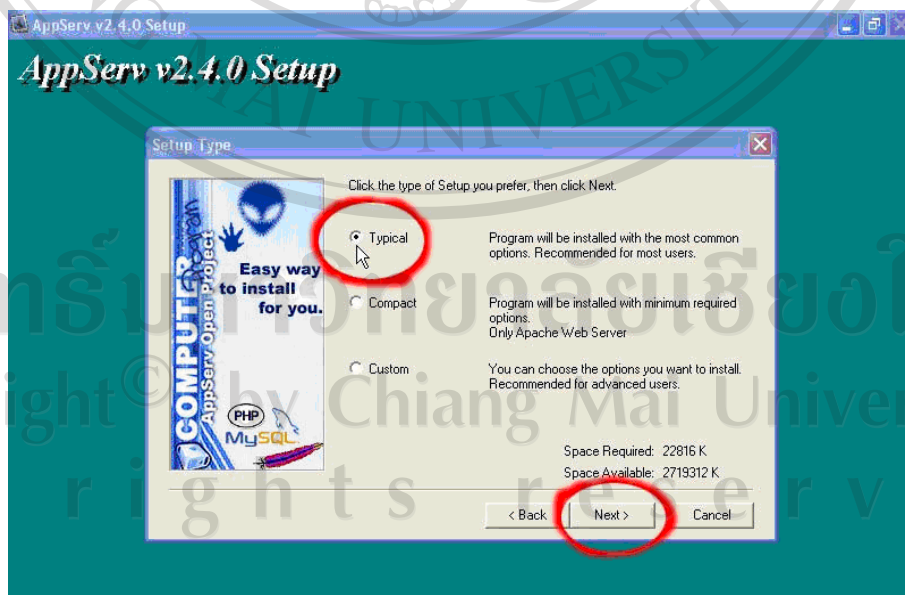 AppServ v2.4.0 Setup
AppServ v2.4.0 Setup
MAI UNIVERSIT
Setup Type
Click the type of Setup you prefer, then click Next.
Typical
Program will be installed with the most common
options. Recommended for most users.
Compact
Program will be installed with minimum required
options.
Only Apache Web Server
Custom
You can choose the options you want to install.
Recommended for advanced users.
COMPUTER
Program
AppServ Open Project
Easy way
to install
for you.
PHP
MySQL
Space Required: 22816 K
Space Available: 2719312 K
< Back
Next >
Cancel
ight © by Chiang Mai Univer
rights reserv